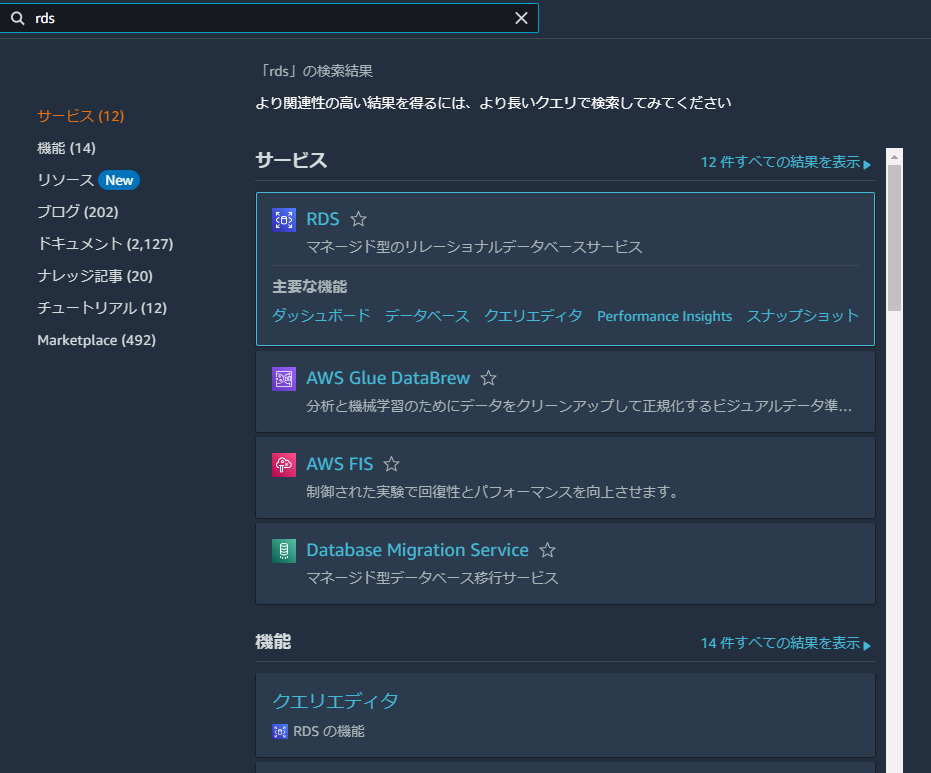 rds
「rds」の検索結果
より関連性の高い結果を得るには、より長いクエリで検索してみてください
サービス (12)
機能 (14)
リソース New
ブログ (202)
ドキュメント (2,127)
ナレッジ記事 (20)
チュートリアル (12)
Marketplace (492)
サービス 12 件すべての結果を表示
RDS
マネージド型のリレーショナルデータベースサービス
主要な機能
ダッシュボード データベース クエリエディタ Performance Insights スナップショット
AWS Glue DataBrew
分析と機械学習のためにデータをクリーンアップして正規化するビジュアルデータ準...
AWS FIS
制御された実験で回復性とパフォーマンスを向上させます。
Database Migration Service
マネージド型データベース移行サービス
機能 14 件すべての結果を表示
クエリエディタ
RDS の機能